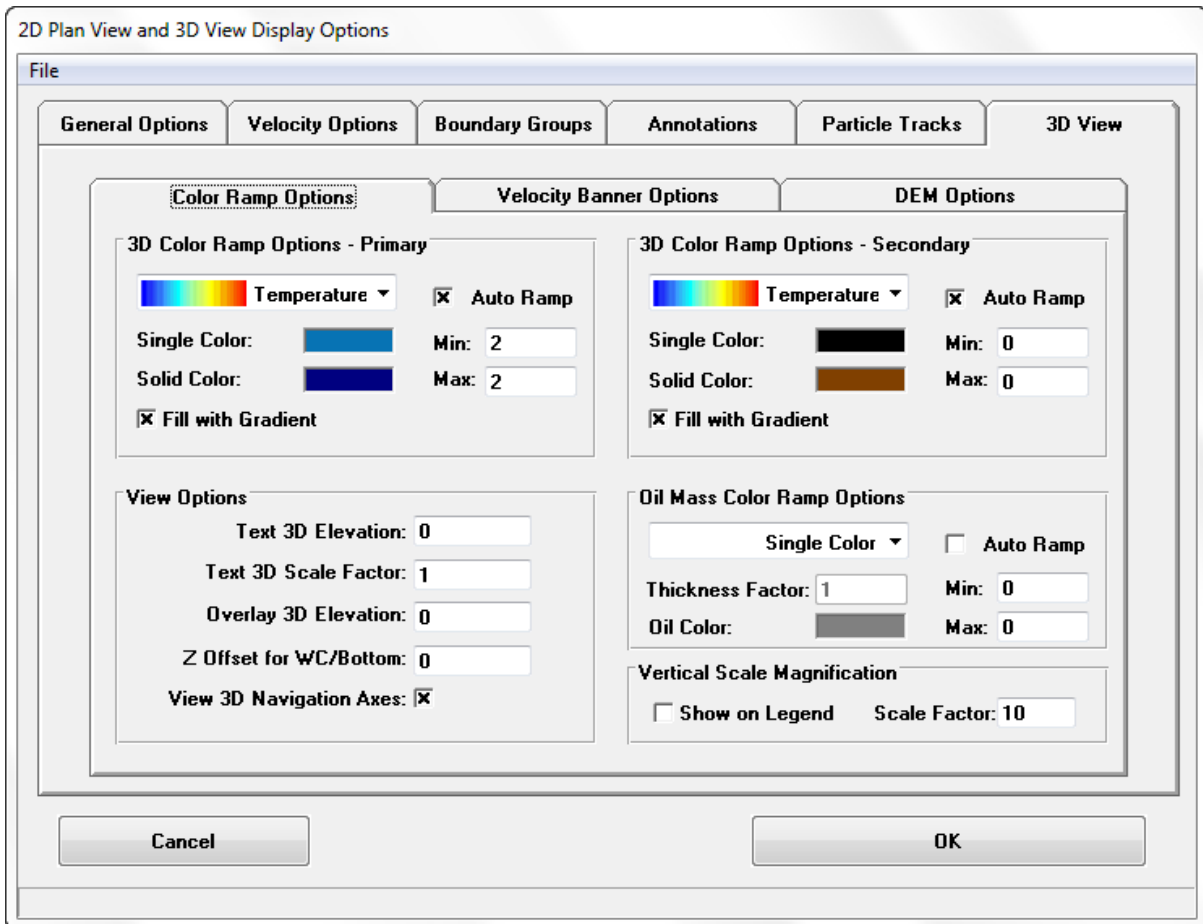 2D Plan View and 3D View Display Options
File
General Options
Velocity Options
Boundary Groups
Annotations
Particle Tracks
3D View
Color Ramp Options
Velocity Banner Options
DEM Options
3D Color Ramp Options - Primary
Temperature
Auto Ramp
Single Color:
Min: 2
Solid Color:
Max: 2
Fill with Gradient
3D Color Ramp Options - Secondary
Temperature
Auto Ramp
Single Color:
Min: 0
Solid Color:
Max: 0
Fill with Gradient
View Options
Text 3D Elevation: 0
Text 3D Scale Factor: 1
Overlay 3D Elevation: 0
Z Offset for WC/Bottom: 0
View 3D Navigation Axes:
Oil Mass Color Ramp Options
Single Color
Auto Ramp
Thickness Factor: 1
Min: 0
Oil Color:
Max: 0
Vertical Scale Magnification
Show on Legend
Scale Factor: 10
Cancel
OK